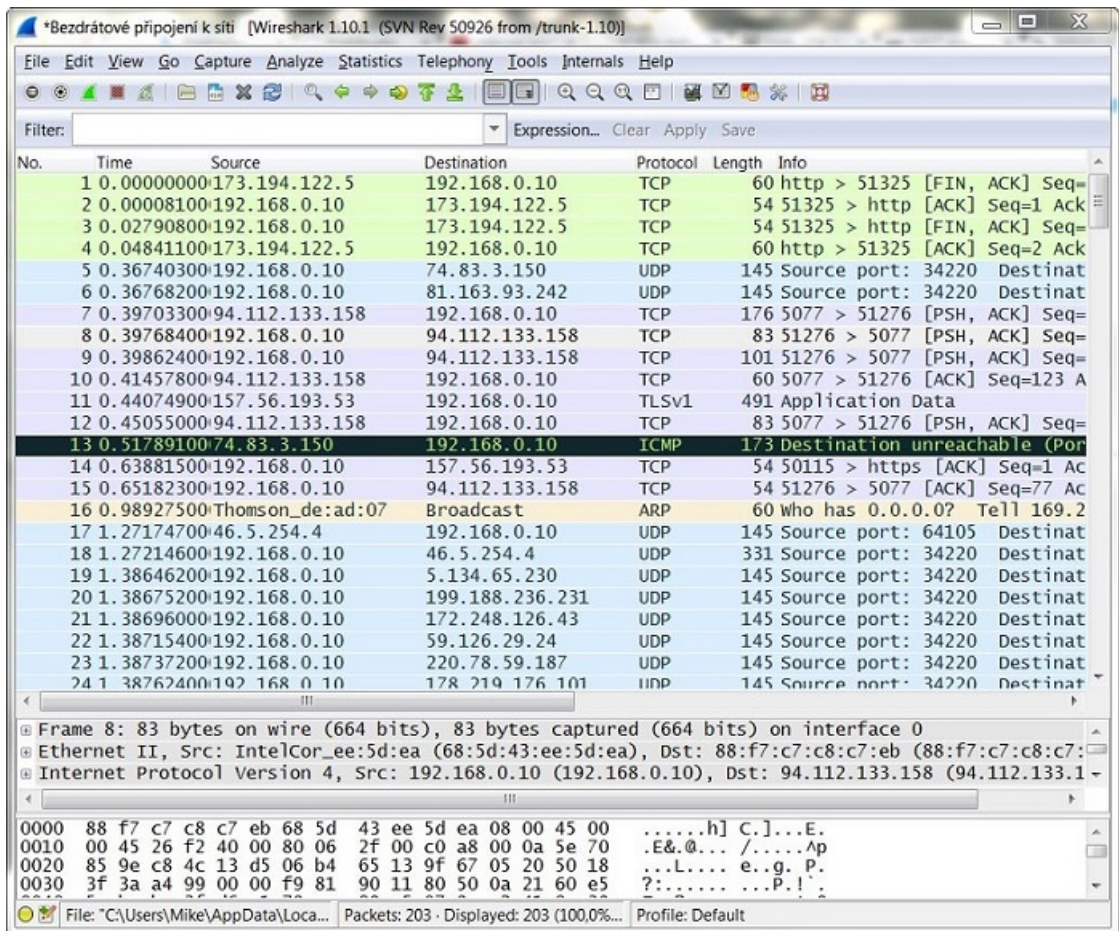 *Bezdrátové připojení k síti [Wireshark 1.10.1 (SVN Rev 50926 from /trunk-1.10)]
File Edit View Go Capture Analyze Statistics Telephony Tools Internals Help
Filter: Expression... Clear Apply Save
No. Time Source Destination Protocol Length Info
1 0.00000000 173.194.122.5 192.168.0.10 TCP 60 http > 51325 [FIN, ACK] Seq=
2 0.00008100 192.168.0.10 173.194.122.5 TCP 54 51325 > http [ACK] Seq=1 Ack
3 0.02790800 192.168.0.10 173.194.122.5 TCP 54 51325 > http [FIN, ACK] Seq=
4 0.04841100 173.194.122.5 192.168.0.10 TCP 60 http > 51325 [ACK] Seq=2 Ack
5 0.36740300 192.168.0.10 74.83.3.150 UDP 145 Source port: 34220 Destinat
6 0.36768200 192.168.0.10 81.163.93.242 UDP 145 Source port: 34220 Destinat
7 0.39703300 94.112.133.158 192.168.0.10 TCP 176 5077 > 51276 [PSH, ACK] Seq=
8 0.39768400 192.168.0.10 94.112.133.158 TCP 83 51276 > 5077 [PSH, ACK] Seq=
9 0.39862400 192.168.0.10 94.112.133.158 TCP 101 51276 > 5077 [PSH, ACK] Seq=
10 0.41457800 94.112.133.158 192.168.0.10 TCP 60 5077 > 51276 [ACK] Seq=123 A
11 0.44074900 157.56.193.53 192.168.0.10 TLSv1 491 Application Data
12 0.45055000 94.112.133.158 192.168.0.10 TCP 83 5077 > 51276 [PSH, ACK] Seq=
13 0.51789100 74.83.3.150 192.168.0.10 ICMP 173 Destination unreachable (Por
14 0.63881500 192.168.0.10 157.56.193.53 TCP 54 50115 > https [ACK] Seq=1 Ac
15 0.65182300 192.168.0.10 94.112.133.158 TCP 54 51276 > 5077 [ACK] Seq=77 Ac
16 0.98927500 Thomson_de:ad:07 Broadcast ARP 60 Who has 0.0.0.0? Tell 169.2
17 1.27174700 46.5.254.4 192.168.0.10 UDP 145 Source port: 64105 Destinat
18 1.27214600 192.168.0.10 46.5.254.4 UDP 331 Source port: 34220 Destinat
19 1.38646200 192.168.0.10 5.134.65.230 UDP 145 Source port: 34220 Destinat
20 1.38675200 192.168.0.10 199.188.236.231 UDP 145 Source port: 34220 Destinat
21 1.38696000 192.168.0.10 172.248.126.43 UDP 145 Source port: 34220 Destinat
22 1.38715400 192.168.0.10 59.126.29.24 UDP 145 Source port: 34220 Destinat
23 1.38737200 192.168.0.10 220.78.59.187 UDP 145 Source port: 34220 Destinat
24 1.38762400 192.168.0.10 178.219.176.101 UDP 145 Source port: 34220 Destinat
Frame 8: 83 bytes on wire (664 bits), 83 bytes captured (664 bits) on interface 0
Ethernet II, Src: IntelCor_ee:5d:ea (68:5d:43:ee:5d:ea), Dst: 88:f7:c7:c8:c7:eb (88:f7:c7:c8:c7:
Internet Protocol Version 4, Src: 192.168.0.10 (192.168.0.10), Dst: 94.112.133.158 (94.112.133.1
0000 88 f7 c7 c8 c7 eb 68 5d 43 ee 5d ea 08 00 45 00 ......h] C.]...E.
0010 00 45 26 f2 40 00 80 06 2f 00 c0 a8 00 0a 5e 70 .E&.@... /.....^p
0020 85 9e c8 4c 13 d5 06 b4 65 13 9f 67 05 20 50 18 ...L.... e..g. P.
0030 3f 3a a4 99 00 00 f9 81 90 11 80 50 0a 21 60 e5 ?:...... ...P.!`.
File: "C:\Users\Mike\AppData\Loca... Packets: 203 · Displayed: 203 (100,0%... Profile: Default